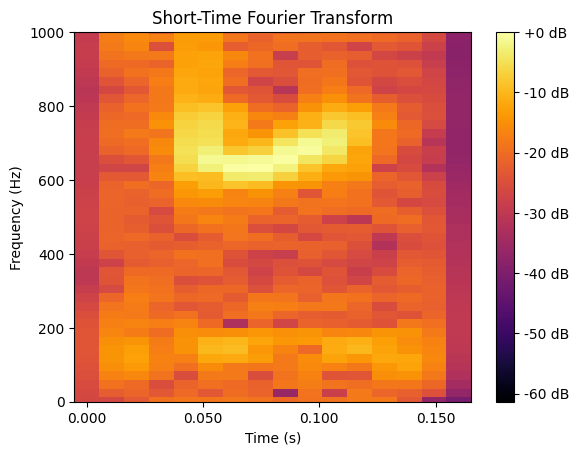 Short-Time Fourier Transform
Frequency (Hz)
1000
800
600
400
200
0
0.000
0.050
0.100
0.150
Time (s)
+0 dB
-10 dB
-20 dB
-30 dB
-40 dB
-50 dB
-60 dB